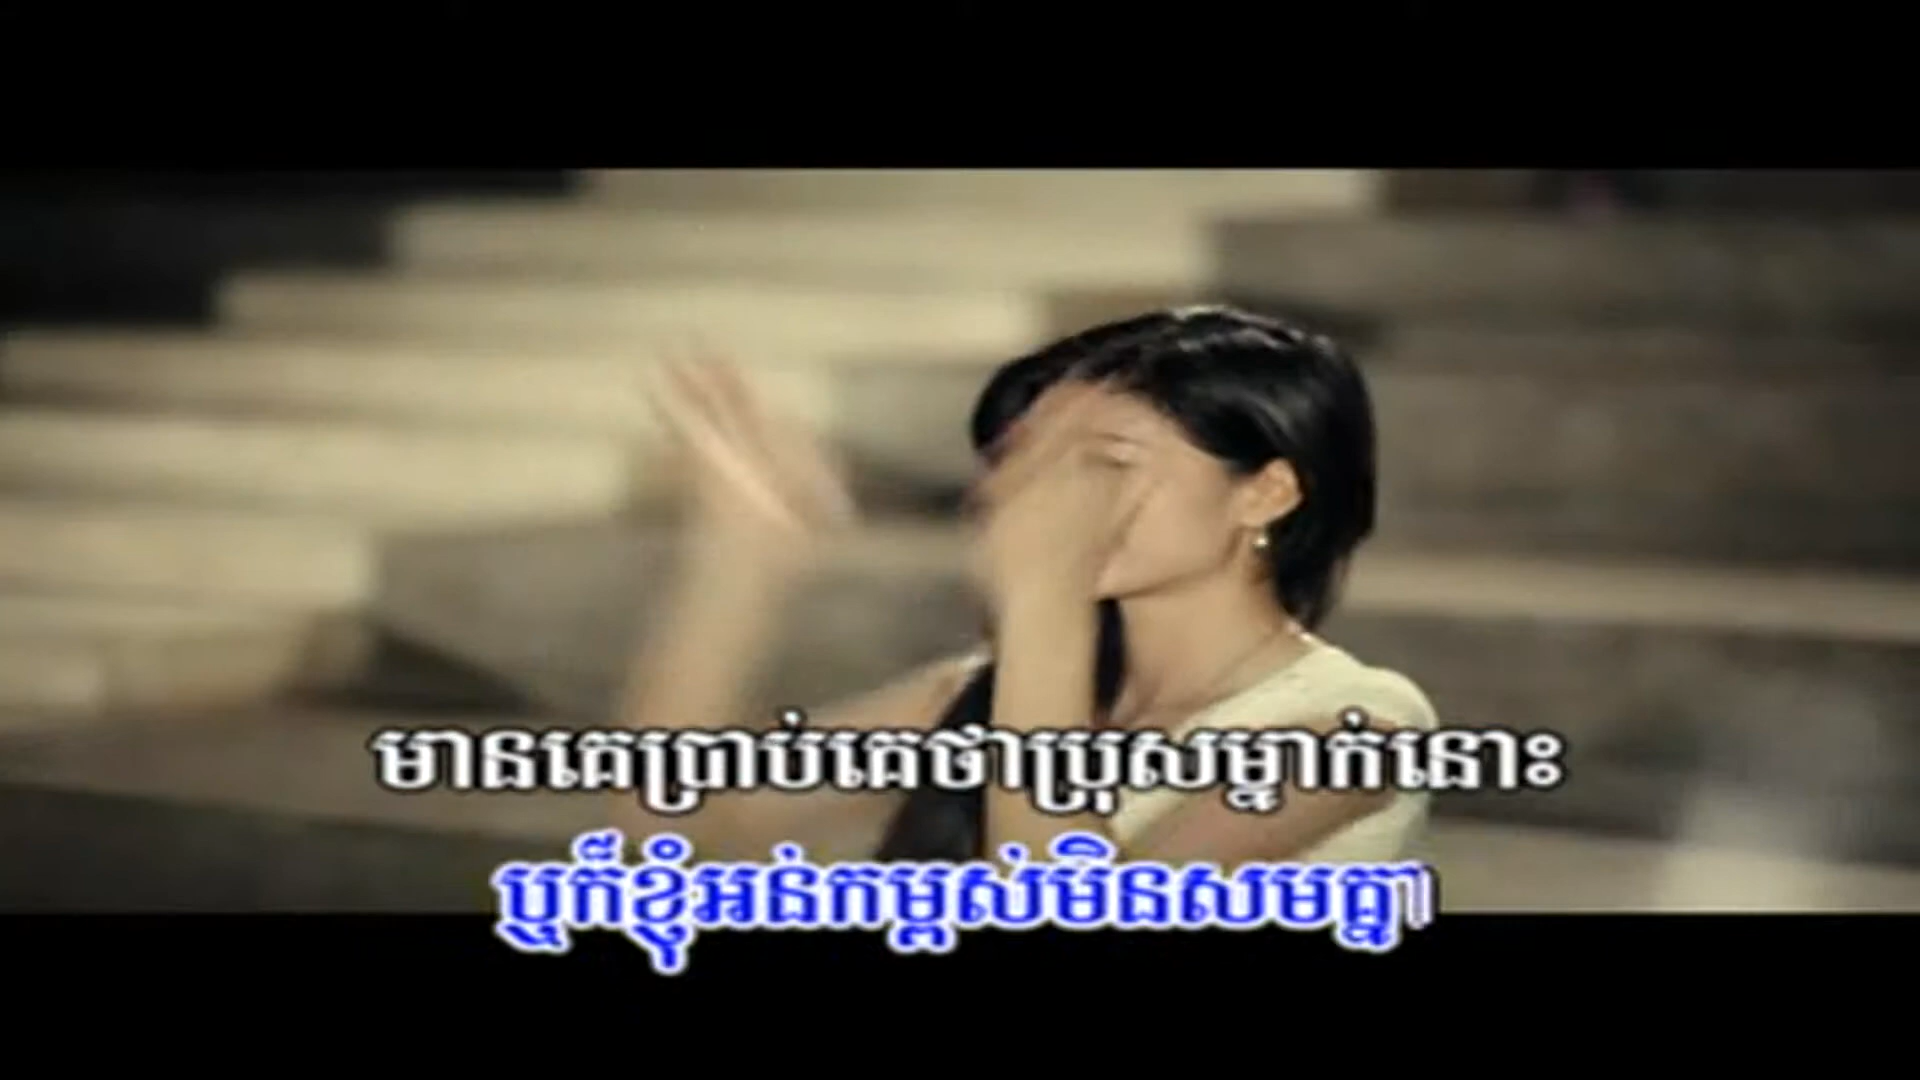 មានគេប្រាប់គេថាប្រុសម្នាក់នោះ
ឬក៏ខ្ញុំអន់កម្ពស់មិនសមគ្នា